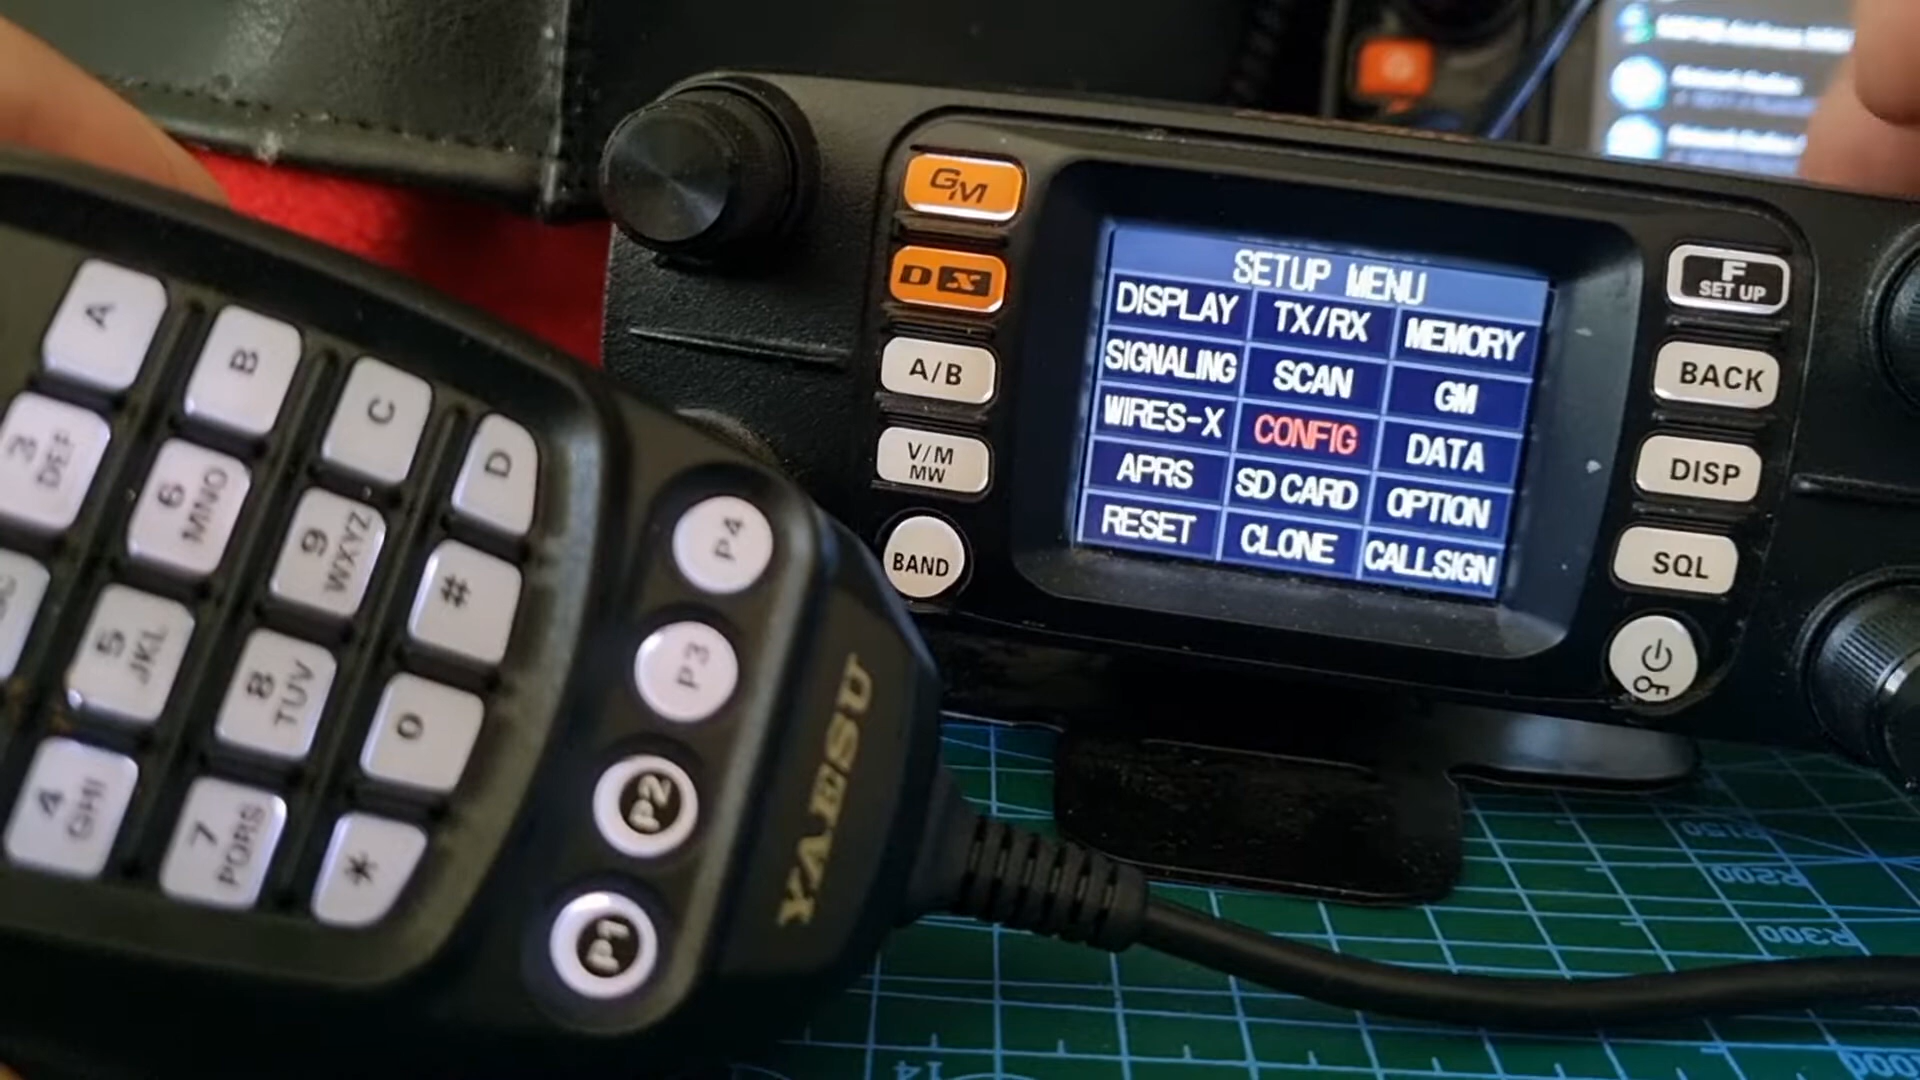 GM
DX
A/B
V/M
MW
BAND
SETUP MENU
DISPLAY TX/RX MEMORY
SIGNALING SCAN GM
WIRES-X CONFIG DATA
APRS SD CARD OPTION
RESET CLONE CALLSIGN
F
SET UP
BACK
DISP
SQL
A
B
C
D
3
DEF
6
MNO
9
WXYZ
#
5
JKL
8
TUV
0
4
GHI
7
PQRS
*
P4
P3
P2
P1
YAESU
R150
R200
R300
14